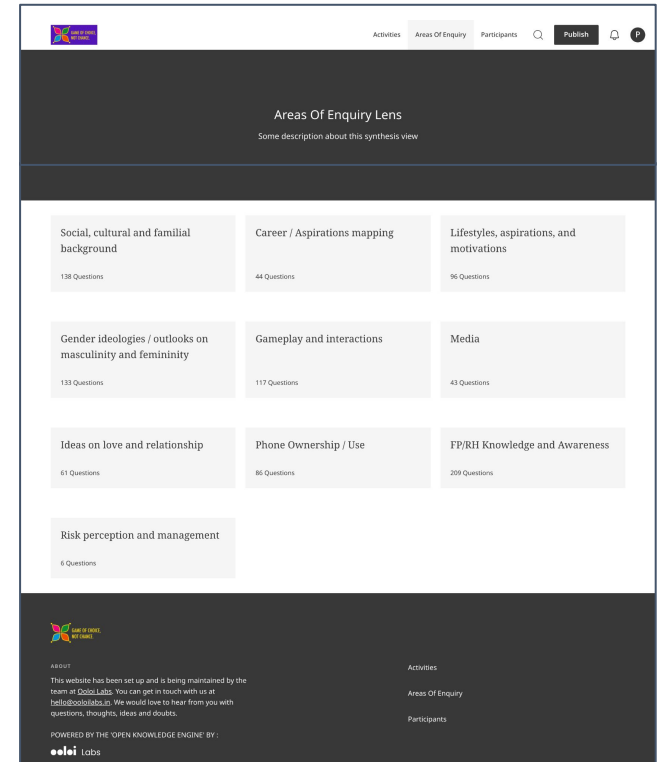 GAME OF CHOICE,
NOT CHANCE.
Activities
Areas Of Enquiry
Participants
Publish
P
Areas Of Enquiry Lens
Some description about this synthesis view
Social, cultural and familial
background
138 Questions
Career / Aspirations mapping
44 Questions
Lifestyles, aspirations, and
motivations
96 Questions
Gender ideologies / outlooks on
masculinity and femininity
133 Questions
Gameplay and interactions
117 Questions
Media
43 Questions
Ideas on love and relationship
61 Questions
Phone Ownership / Use
86 Questions
FP/RH Knowledge and Awareness
209 Questions
Risk perception and management
6 Questions
GAME OF CHOICE,
NOT CHANCE.
ABOUT
This website has been set up and is being maintained by the
team at Ooloi Labs. You can get in touch with us at
hello@ooloilabs.in. We would love to hear from you with
questions, thoughts, ideas and doubts.
POWERED BY THE 'OPEN KNOWLEDGE ENGINE' BY :
ooloi Labs
Activities
Areas Of Enquiry
Participants